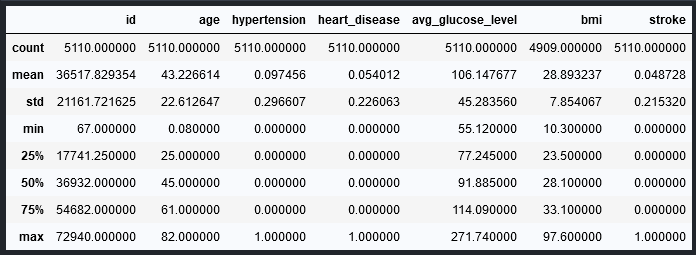 id age hypertension heart_disease avg_glucose_level bmi stroke
count 5110.000000 5110.000000 5110.000000 5110.000000 5110.000000 4909.000000 5110.000000
mean 36517.829354 43.226614 0.097456 0.054012 106.147677 28.893237 0.048728
std 21161.721625 22.612647 0.296607 0.226063 45.283560 7.854067 0.215320
min 67.000000 0.080000 0.000000 0.000000 55.120000 10.300000 0.000000
25% 17741.250000 25.000000 0.000000 0.000000 77.245000 23.500000 0.000000
50% 36932.000000 45.000000 0.000000 0.000000 91.885000 28.100000 0.000000
75% 54682.000000 61.000000 0.000000 0.000000 114.090000 33.100000 0.000000
max 72940.000000 82.000000 1.000000 1.000000 271.740000 97.600000 1.000000